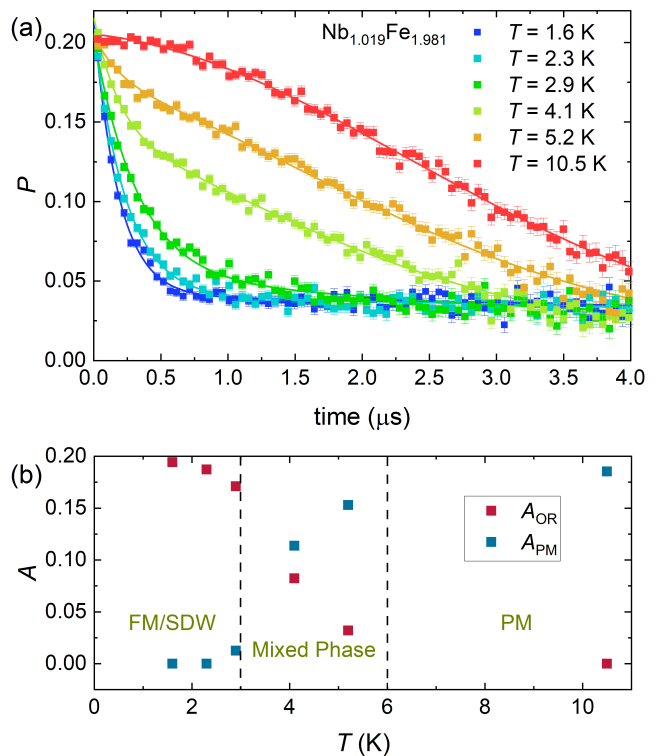 (a)
Nb1.019Fe1.981
T = 1.6 K
T = 2.3 K
T = 2.9 K
T = 4.1 K
T = 5.2 K
T = 10.5 K
0.20
0.15
0.10
0.05
0.00
P
0.0 0.5 1.0 1.5 2.0 2.5 3.0 3.5 4.0
time (μs)
(b)
0.20
0.15
0.10
0.05
0.00
A
AOR
APM
FM/SDW
Mixed Phase
PM
0 2 4 6 8 10
T (K)